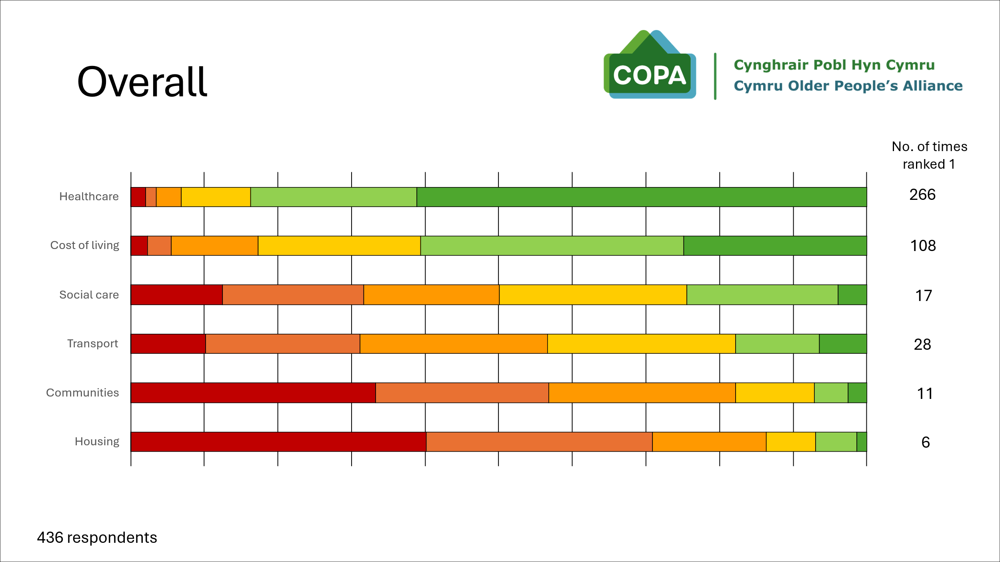 Overall
COPA
Cynghrair Pobl Hyn Cymru
Cymru Older People's Alliance
No. of times
ranked 1
Healthcare
266
Cost of living
108
Social care
17
Transport
28
Communities
11
Housing
6
436 respondents